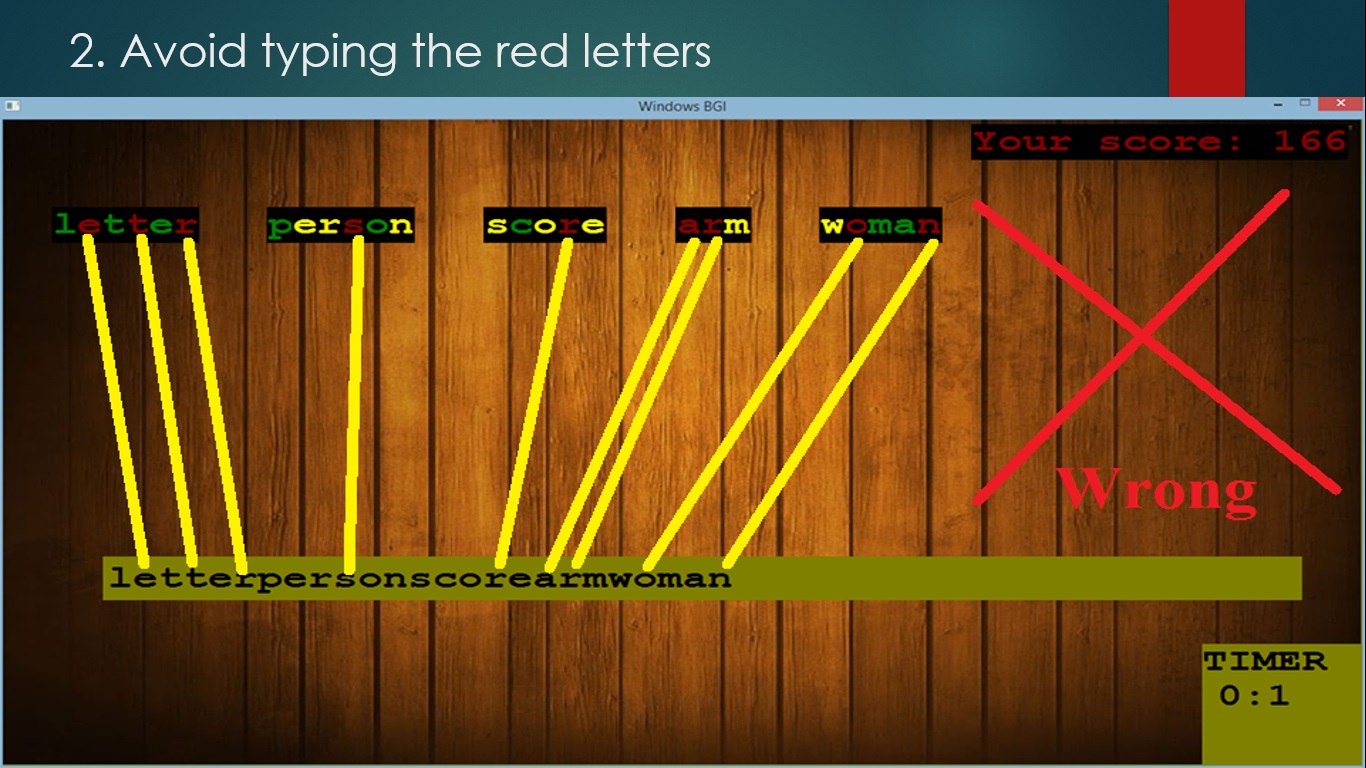 2. Avoid typing the red letters
Windows BGI
Your score: 166
letter person score arm woman
Wrong
letterpersonscorearmwoman
TIMER
0:1